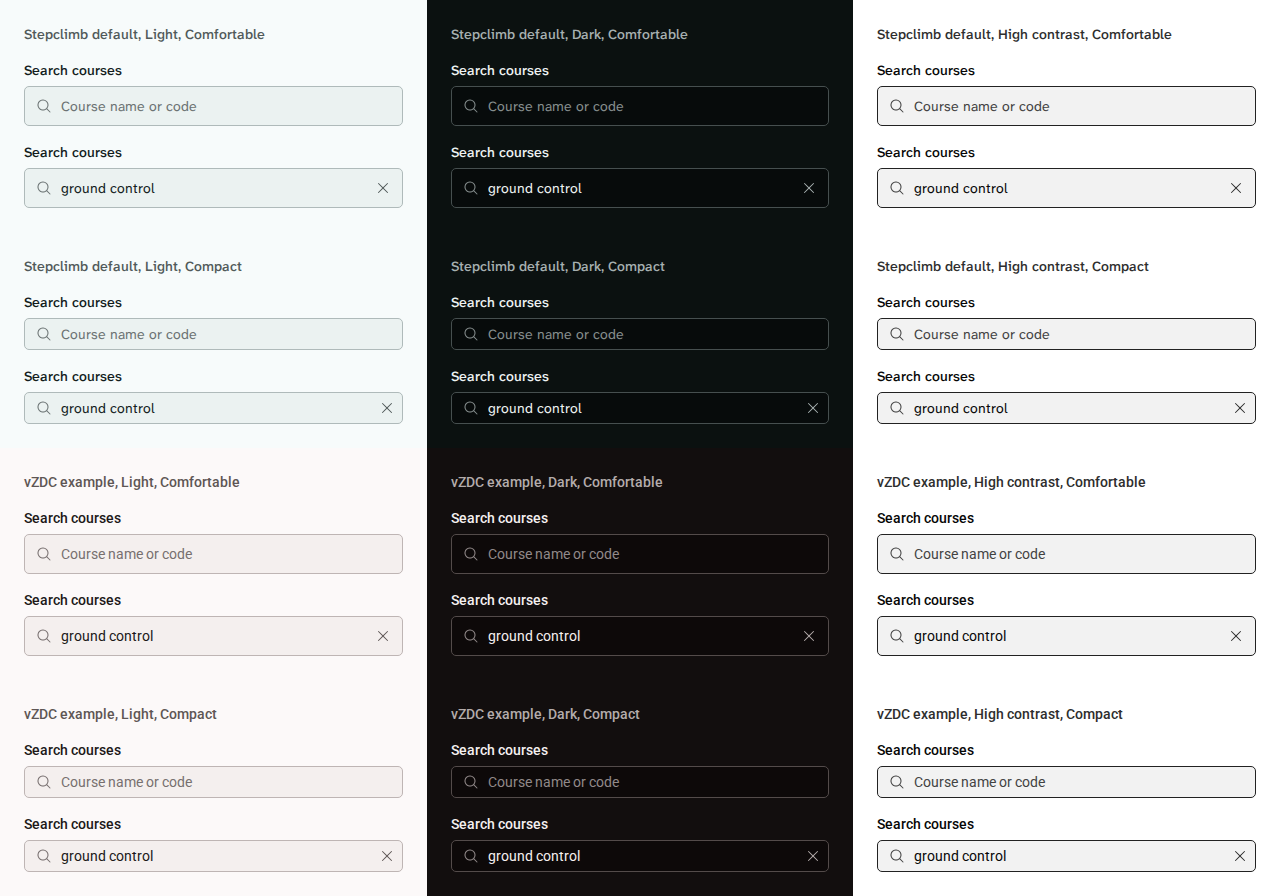 Stepclimb default, Light, Comfortable
Search courses
Course name or code
Search courses
ground control
Stepclimb default, Dark, Comfortable
Search courses
Course name or code
Search courses
ground control
Stepclimb default, High contrast, Comfortable
Search courses
Course name or code
Search courses
ground control
Stepclimb default, Light, Compact
Search courses
Course name or code
Search courses
ground control
Stepclimb default, Dark, Compact
Search courses
Course name or code
Search courses
ground control
Stepclimb default, High contrast, Compact
Search courses
Course name or code
Search courses
ground control
vZDC example, Light, Comfortable
Search courses
Course name or code
Search courses
ground control
vZDC example, Dark, Comfortable
Search courses
Course name or code
Search courses
ground control
vZDC example, High contrast, Comfortable
Search courses
Course name or code
Search courses
ground control
vZDC example, Light, Compact
Search courses
Course name or code
Search courses
ground control
vZDC example, Dark, Compact
Search courses
Course name or code
Search courses
ground control
vZDC example, High contrast, Compact
Search courses
Course name or code
Search courses
ground control